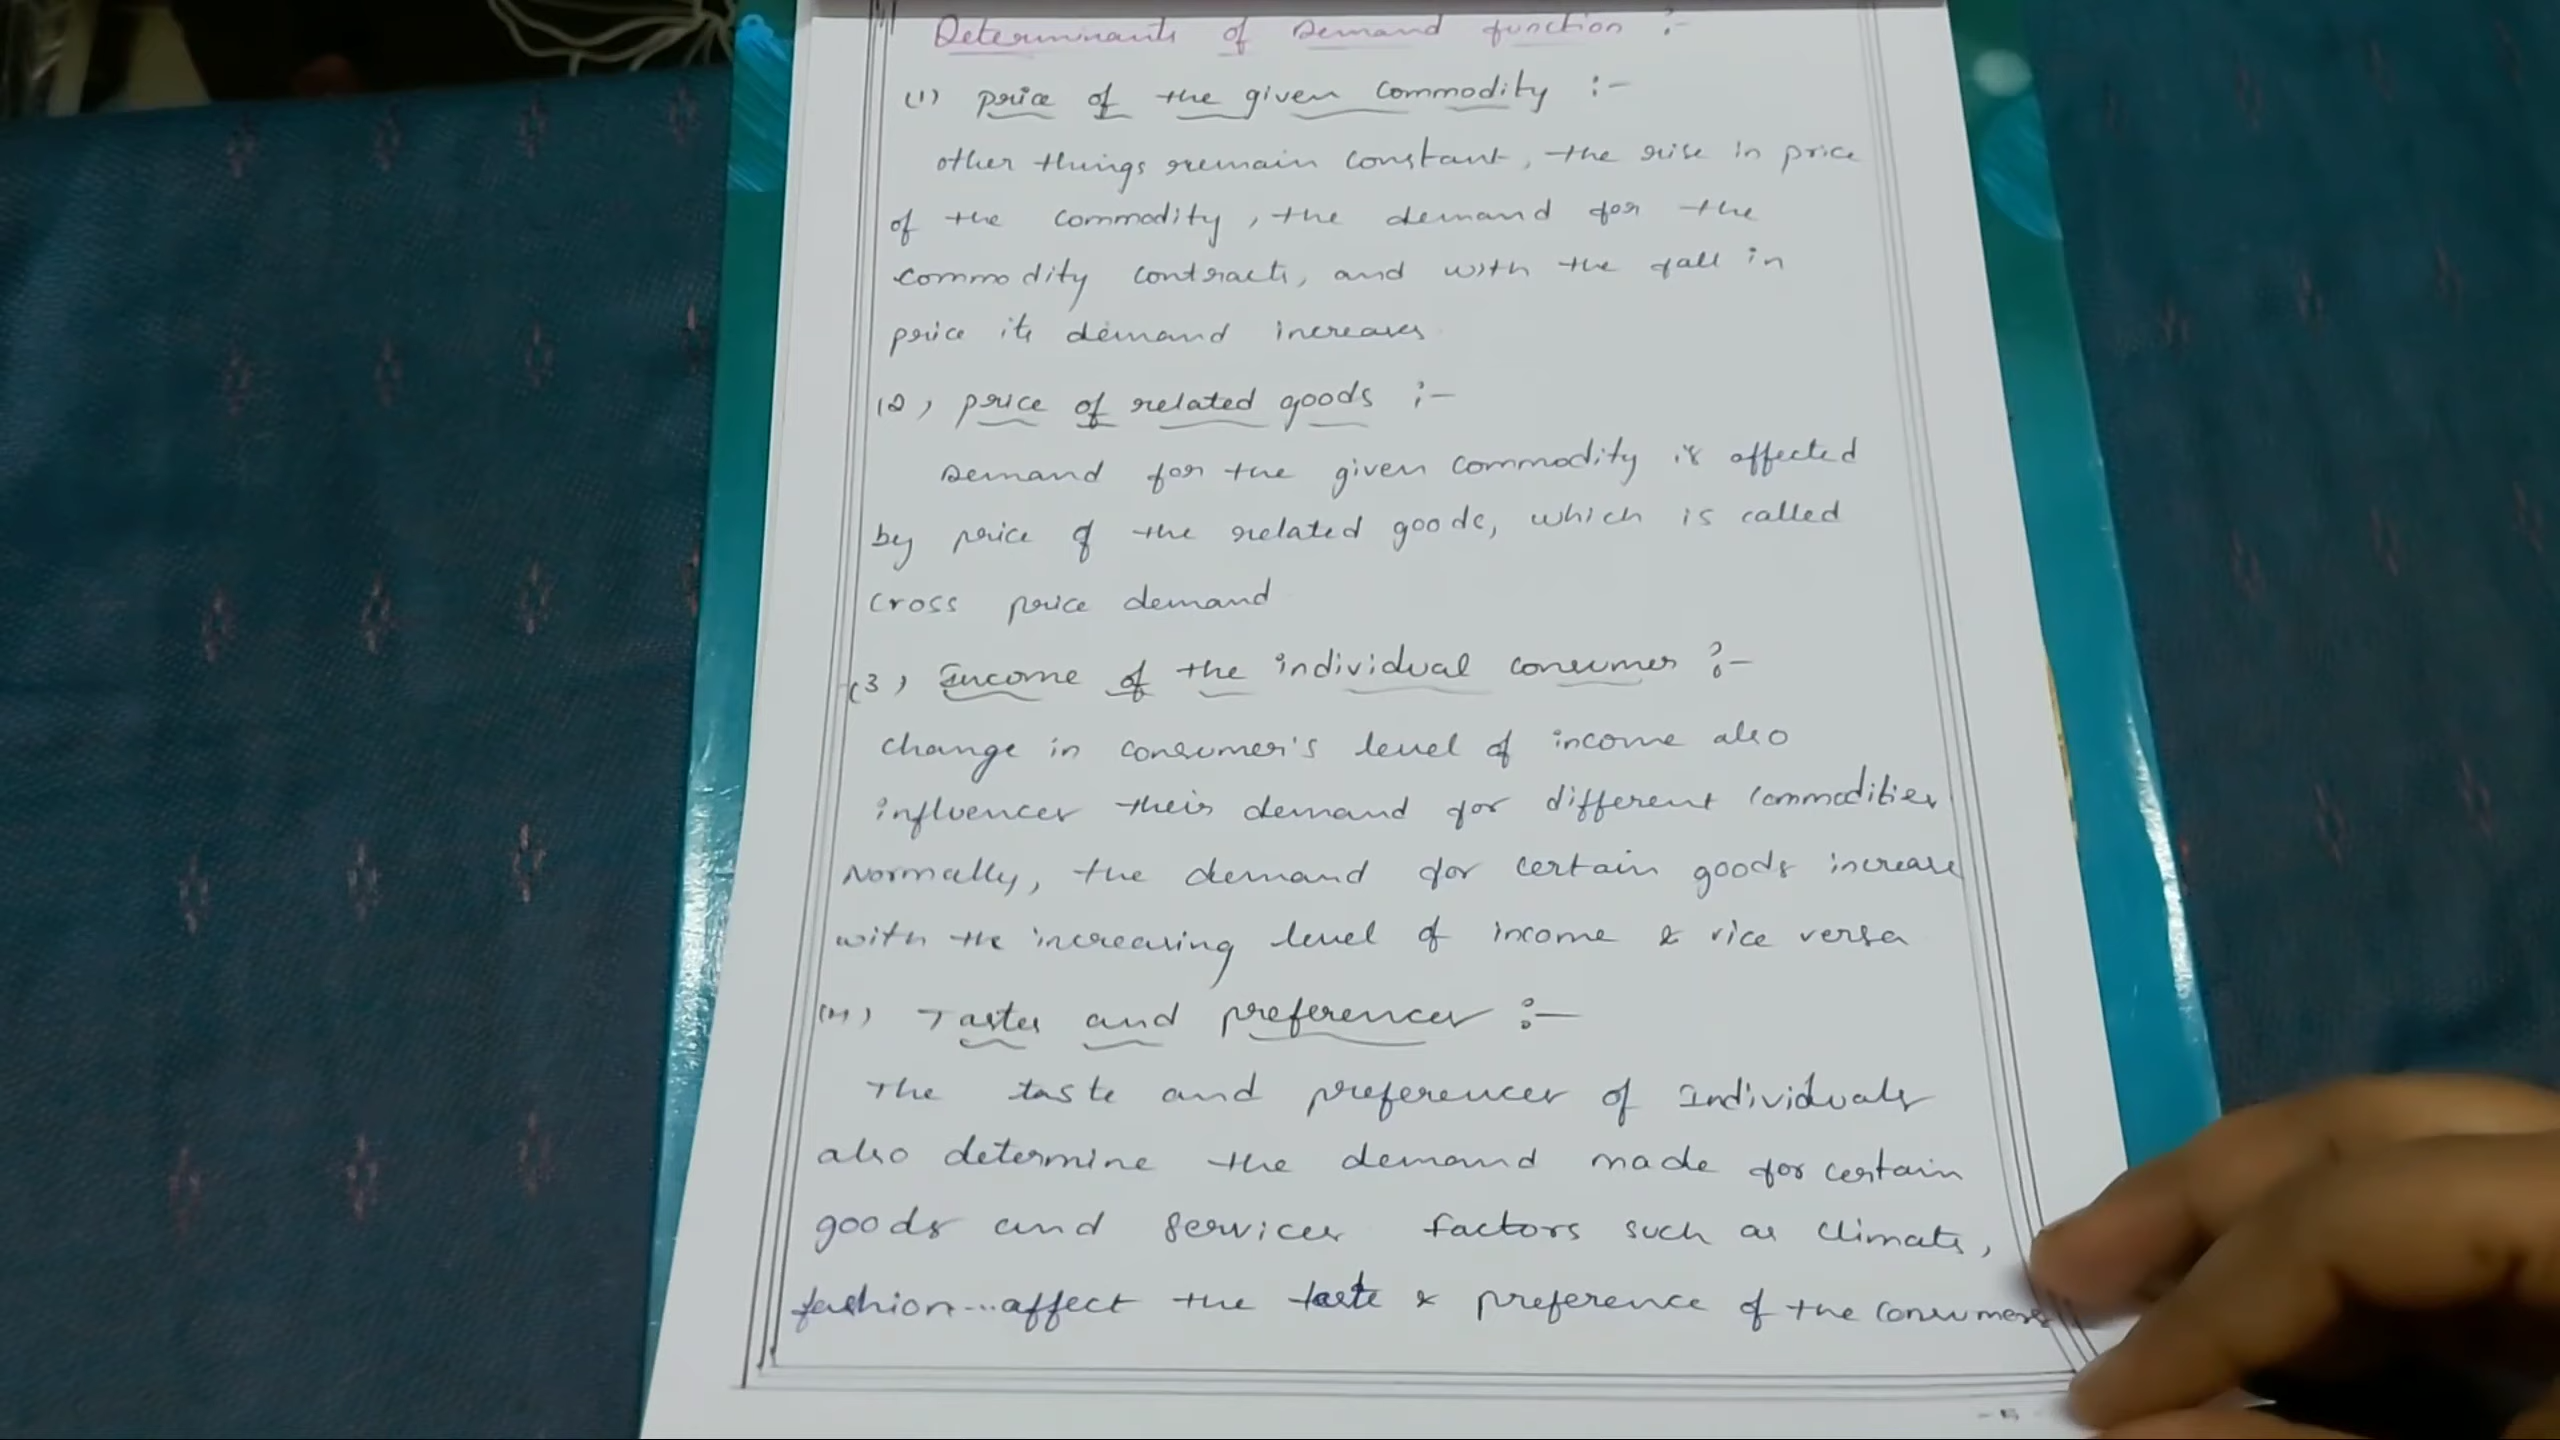 Determinants of Demand function :-
(1) price of the given commodity :-
other things remain constant, the rise in price
of the commodity, the demand for the
commodity contracts, and with the fall in
price its demand increases
(2) price of related goods :-
Demand for the given commodity is affected
by price of the related goods, which is called
cross price demand
(3) Income of the individual consumer :-
change in consumer's level of income also
influences their demand for different commodities
Normally, the demand for certain goods increase
with the increasing level of income & vice versa
(4) Tastes and preferences :-
The taste and preferences of Individuals
also determine the demand made for certain
goods and services factors such as climate,
fashion...affect the taste & preference of the consumers